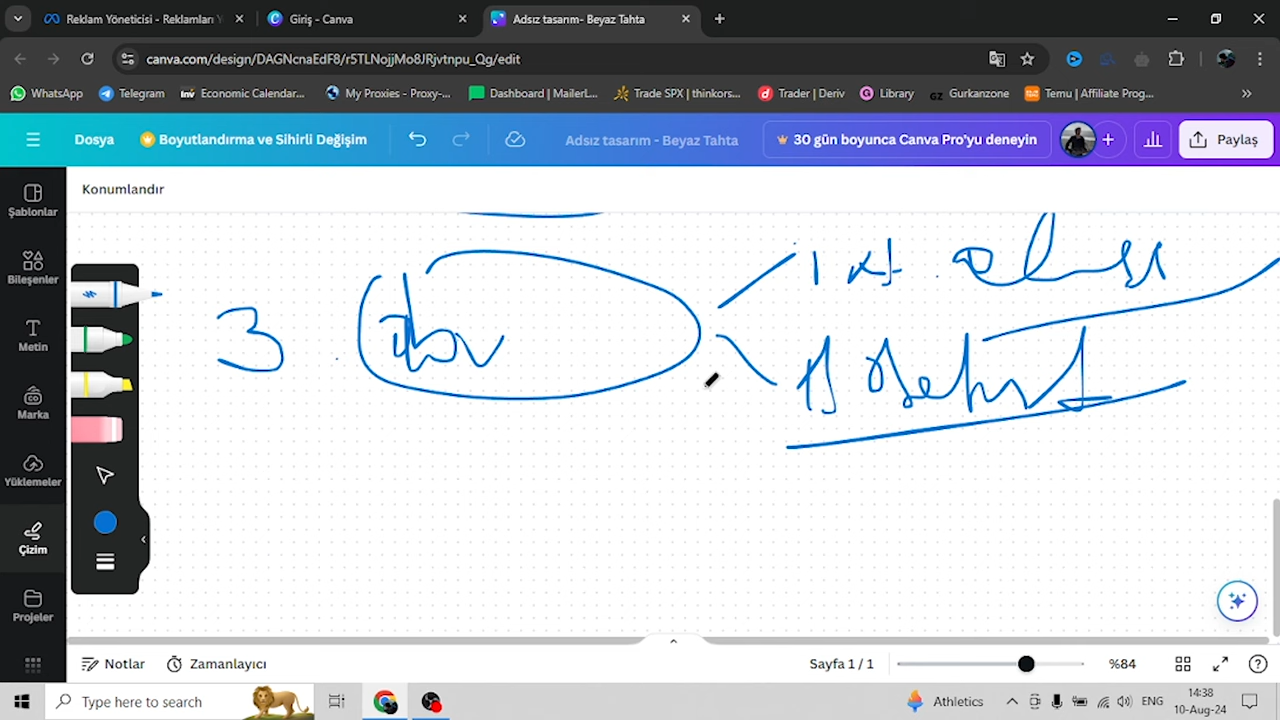 Reklam Yöneticisi - Reklamları Y
Giriş - Canva
Adsız tasarım- Beyaz Tahta
canva.com/design/DAGNcnaEdF8/r5TLNojjMo8JRjvtnpu_Qg/edit
WhatsApp
Telegram
Economic Calendar...
My Proxies - Proxy-...
Dashboard | MailerL...
Trade SPX | thinkors...
Trader | Deriv
Library
GZ
Gurkanzone
Temu | Affiliate Prog...
Dosya
Boyutlandırma ve Sihirli Değişim
Adsız tasarım - Beyaz Tahta
30 gün boyunca Canva Pro'yu deneyin
Paylaş
Konumlandır
Şablonlar
Bileşenler
Metin
Marka
Yüklemeler
Çizim
Projeler
3
Notlar
Zamanlayıcı
Sayfa 1 / 1
%84
Type here to search
Athletics
ENG
14:38
10-Aug-24